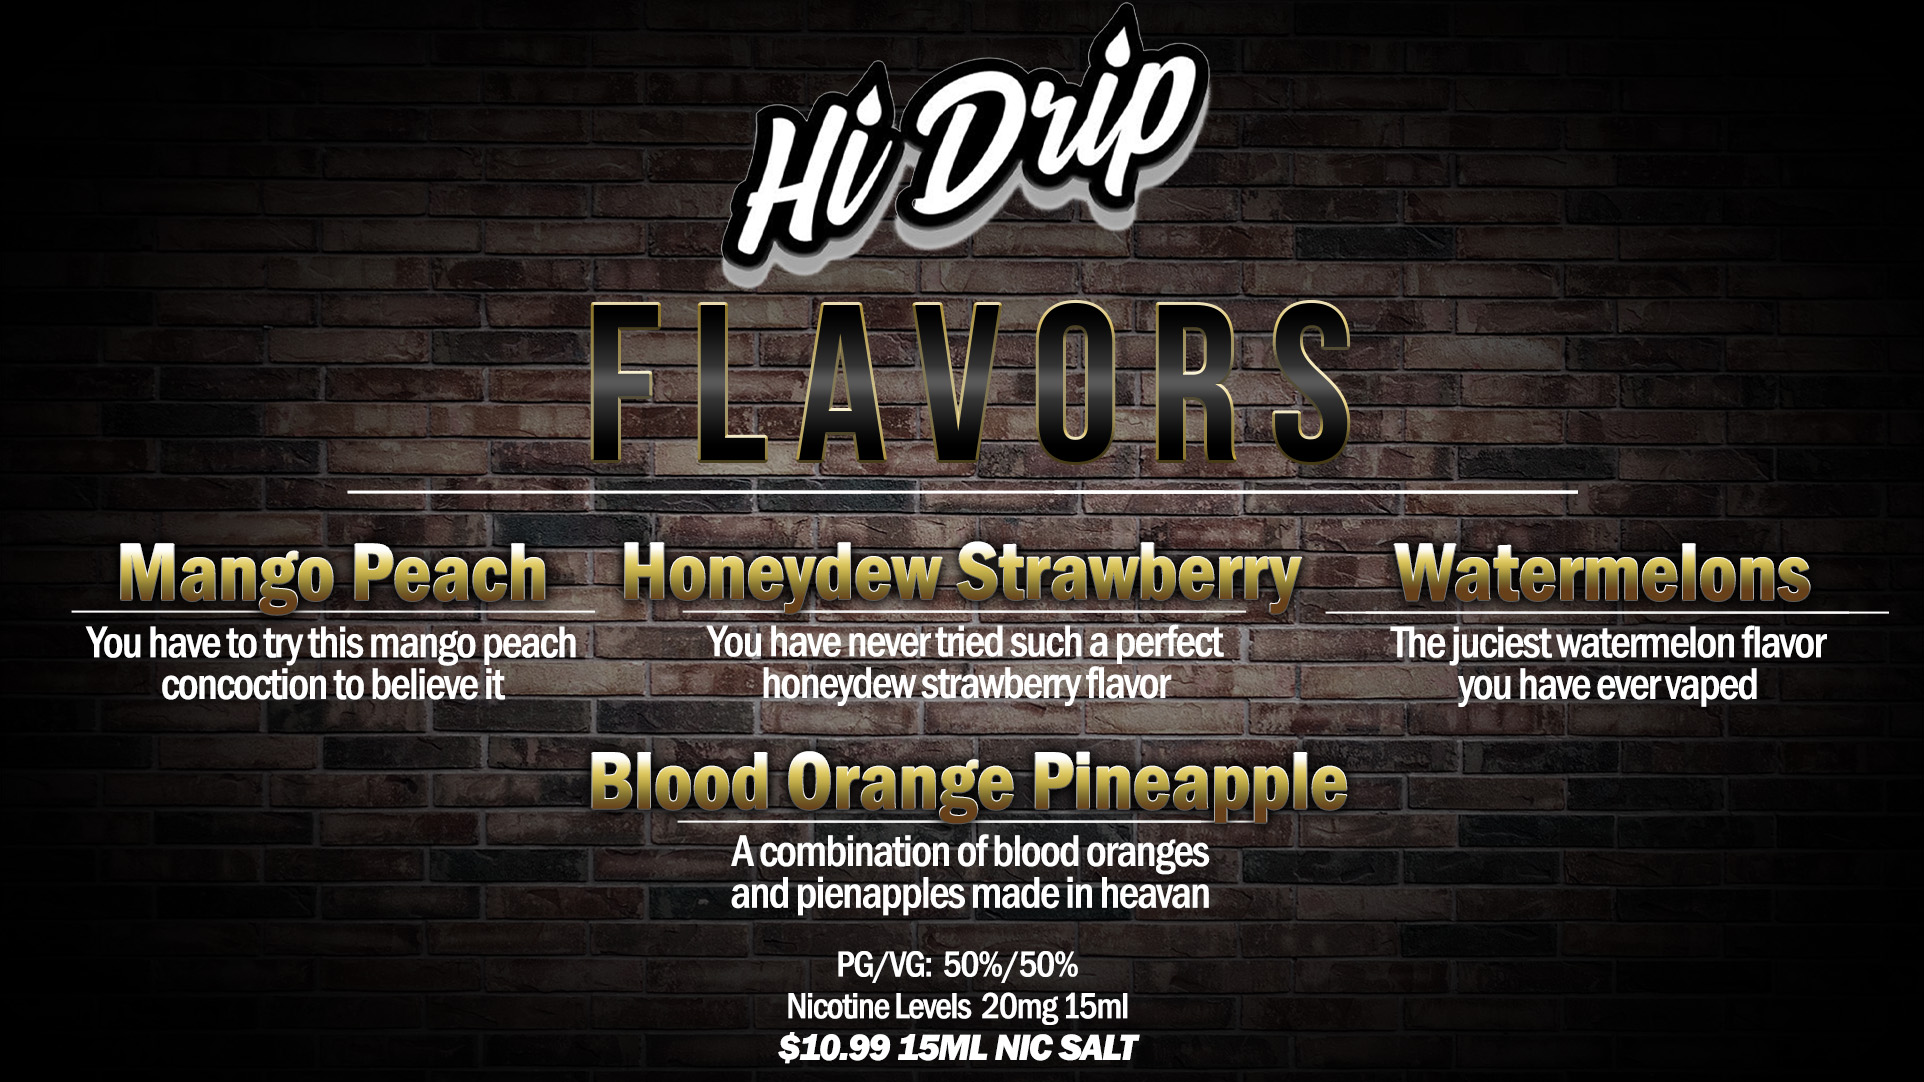 Hi Drip
FLAVORS
Mango Peach
You have to try this mango peach
concoction to believe it
Honeydew Strawberry
You have never tried such a perfect
honeydew strawberry flavor
Watermelons
The juciest watermelon flavor
you have ever vaped
Blood Orange Pineapple
A combination of blood oranges
and pienapples made in heavan
PG/VG: 50%/50%
Nicotine Levels 20mg 15ml
$10.99 15ML NIC SALT